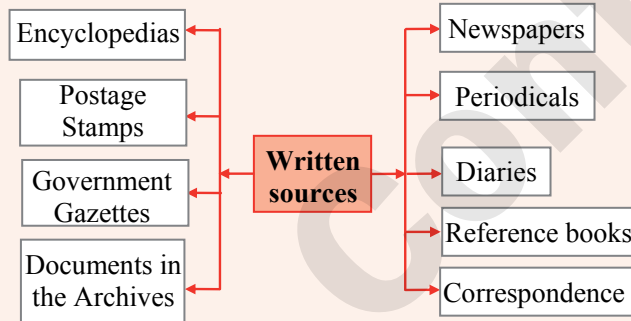 Encyclopedias
Postage
Stamps
Government
Gazettes
Documents in
the Archives
Written
sources
Newspapers
Periodicals
Diaries
Reference books
Correspondence